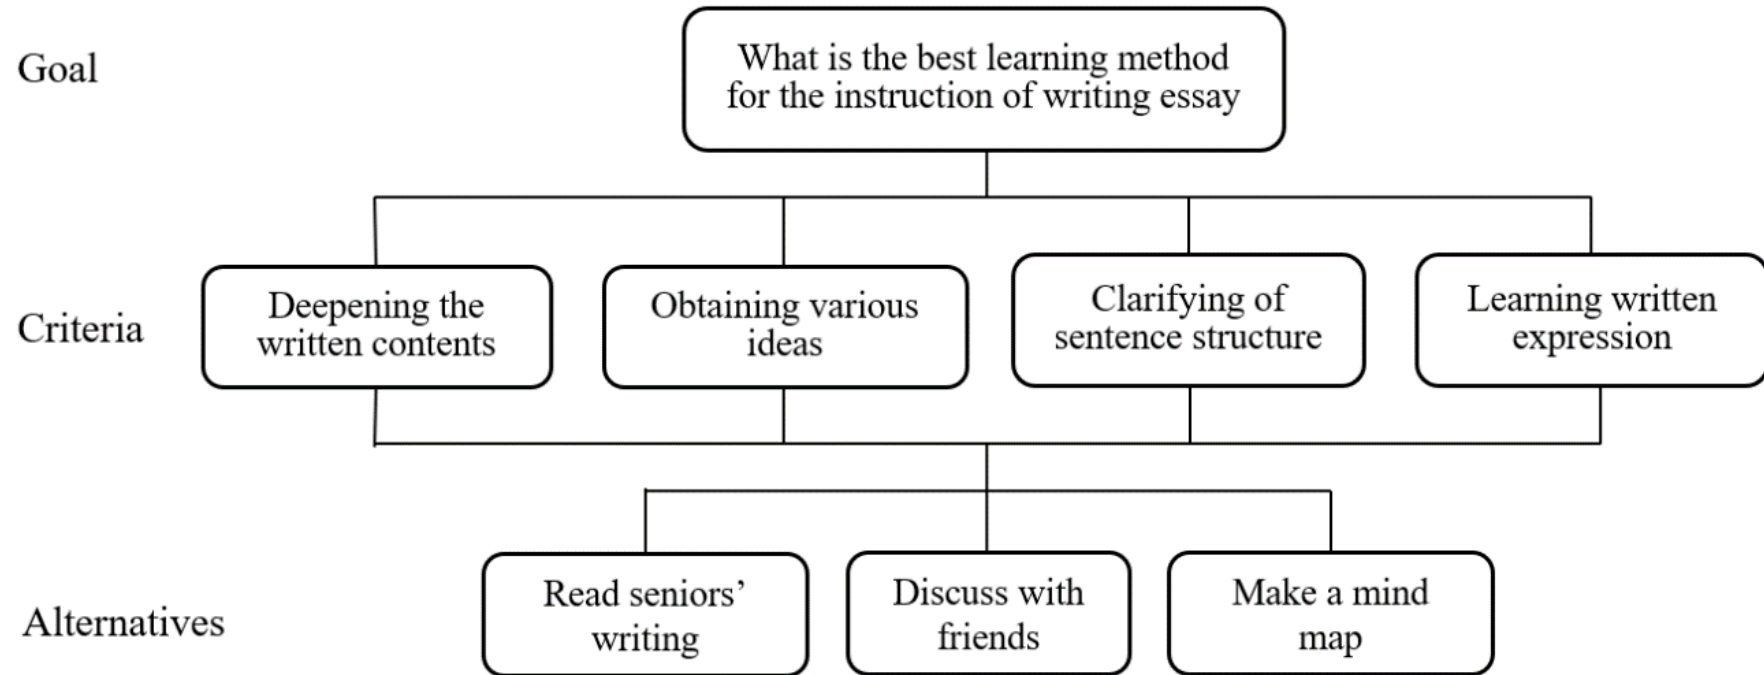 Goal
What is the best learning method
for the instruction of writing essay
Criteria
Deepening the
written contents
Obtaining various
ideas
Clarifying of
sentence structure
Learning written
expression
Alternatives
Read seniors’
writing
Discuss with
friends
Make a mind
map